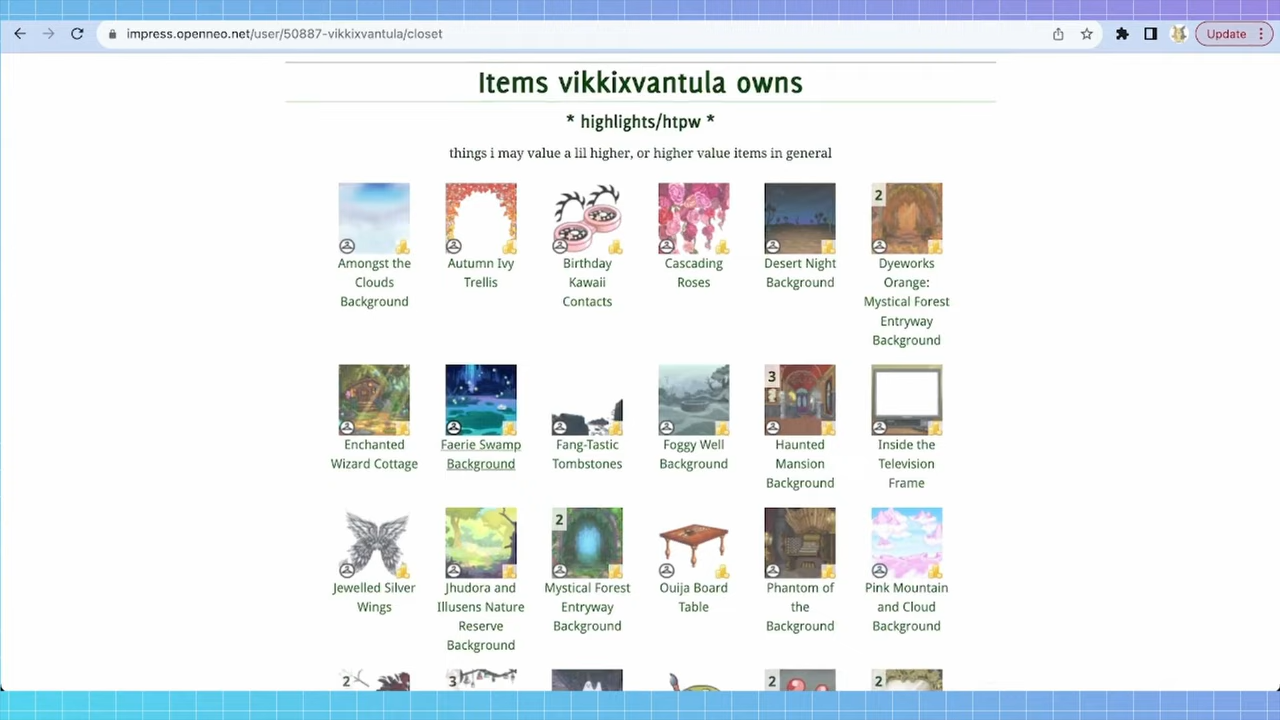 impress.openneo.net/user/50887-vikkixvantula/closet
Update
Items vikkixvantula owns
* highlights/htpw *
things i may value a lil higher, or higher value items in general
2
Amongst the
Clouds
Background
Autumn Ivy
Trellis
Birthday
Kawaii
Contacts
Cascading
Roses
Desert Night
Background
Dyeworks
Orange:
Mystical Forest
Entryway
Background
3
Enchanted
Wizard Cottage
Faerie Swamp
Background
Fang-Tastic
Tombstones
Foggy Well
Background
Haunted
Mansion
Background
Inside the
Television
Frame
2
Jewelled Silver
Wings
Jhudora and
Illusens Nature
Reserve
Background
Mystical Forest
Entryway
Background
Ouija Board
Table
Phantom of
the
Background
Pink Mountain
and Cloud
Background
2
3
2
2